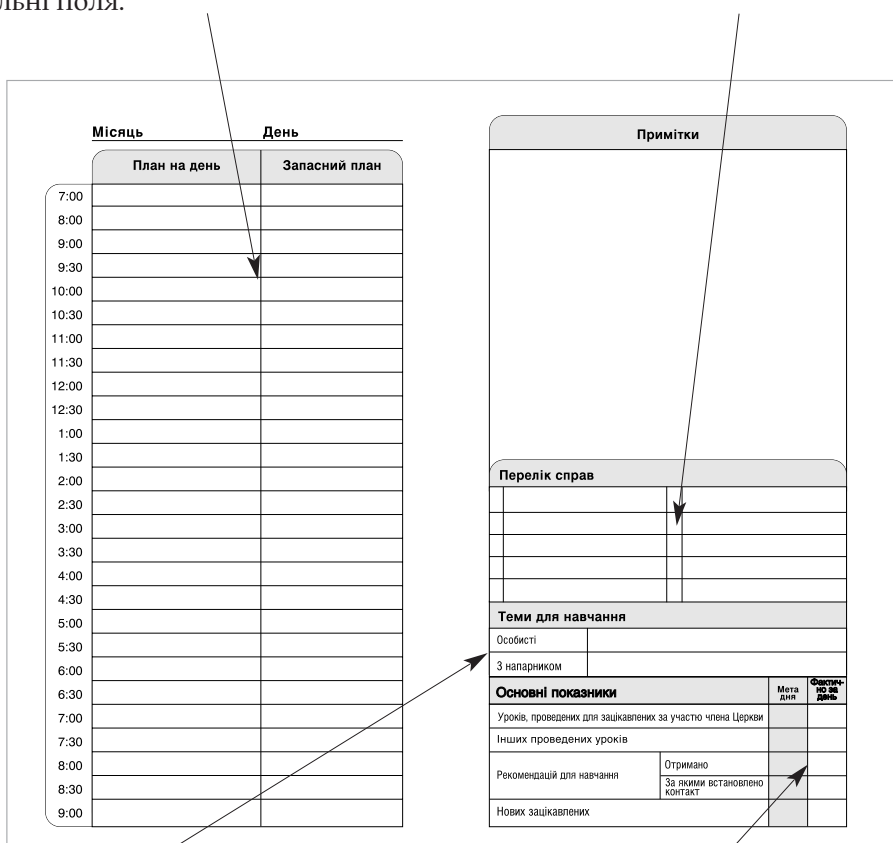 льні поля.
Місяць День
План на день Запасний план
7:00
8:00
9:00
9:30
10:00
10:30
11:00
11:30
12:00
12:30
1:00
1:30
2:00
2:30
3:00
3:30
4:00
4:30
5:00
5:30
6:00
6:30
7:00
7:30
8:00
8:30
9:00
Примітки
Перелік справ
Теми для навчання
Особисті
З напарником
Основні показники
Мета
дня
Фактич-
но за
день
Уроків, проведених для зацікавлених за участю члена Церкви
Інших проведених уроків
Рекомендацій для навчання
Отримано
За якими встановлено
контакт
Нових зацікавлених